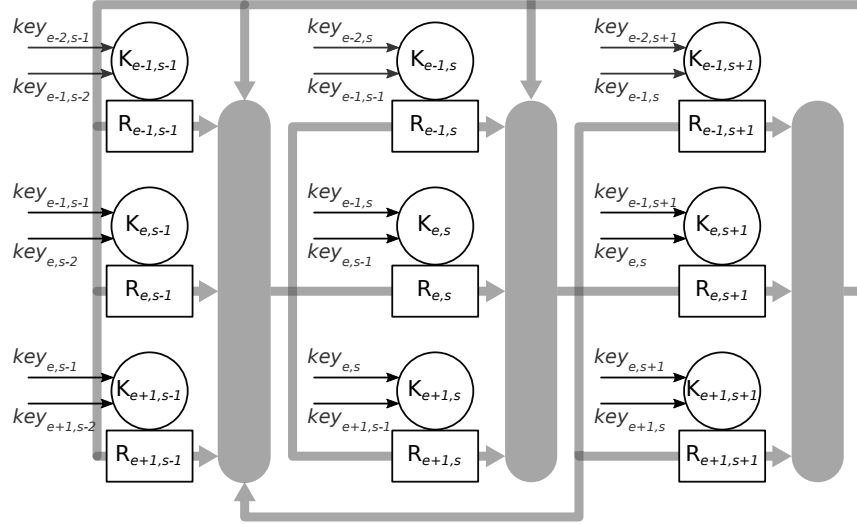 key_{e-2,s-1} key_{e-2,s} key_{e-2,s+1}
K_{e-1,s-1} K_{e-1,s} K_{e-1,s+1}
key_{e-1,s-2} key_{e-1,s-1} key_{e-1,s}
R_{e-1,s-1} R_{e-1,s} R_{e-1,s+1}
key_{e-1,s-1} key_{e-1,s} key_{e-1,s+1}
K_{e,s-1} K_{e,s} K_{e,s+1}
key_{e,s-2} key_{e,s-1} key_{e,s}
R_{e,s-1} R_{e,s} R_{e,s+1}
key_{e,s-1} key_{e,s} key_{e,s+1}
K_{e+1,s-1} K_{e+1,s} K_{e+1,s+1}
key_{e+1,s-2} key_{e+1,s-1} key_{e+1,s}
R_{e+1,s-1} R_{e+1,s} R_{e+1,s+1}